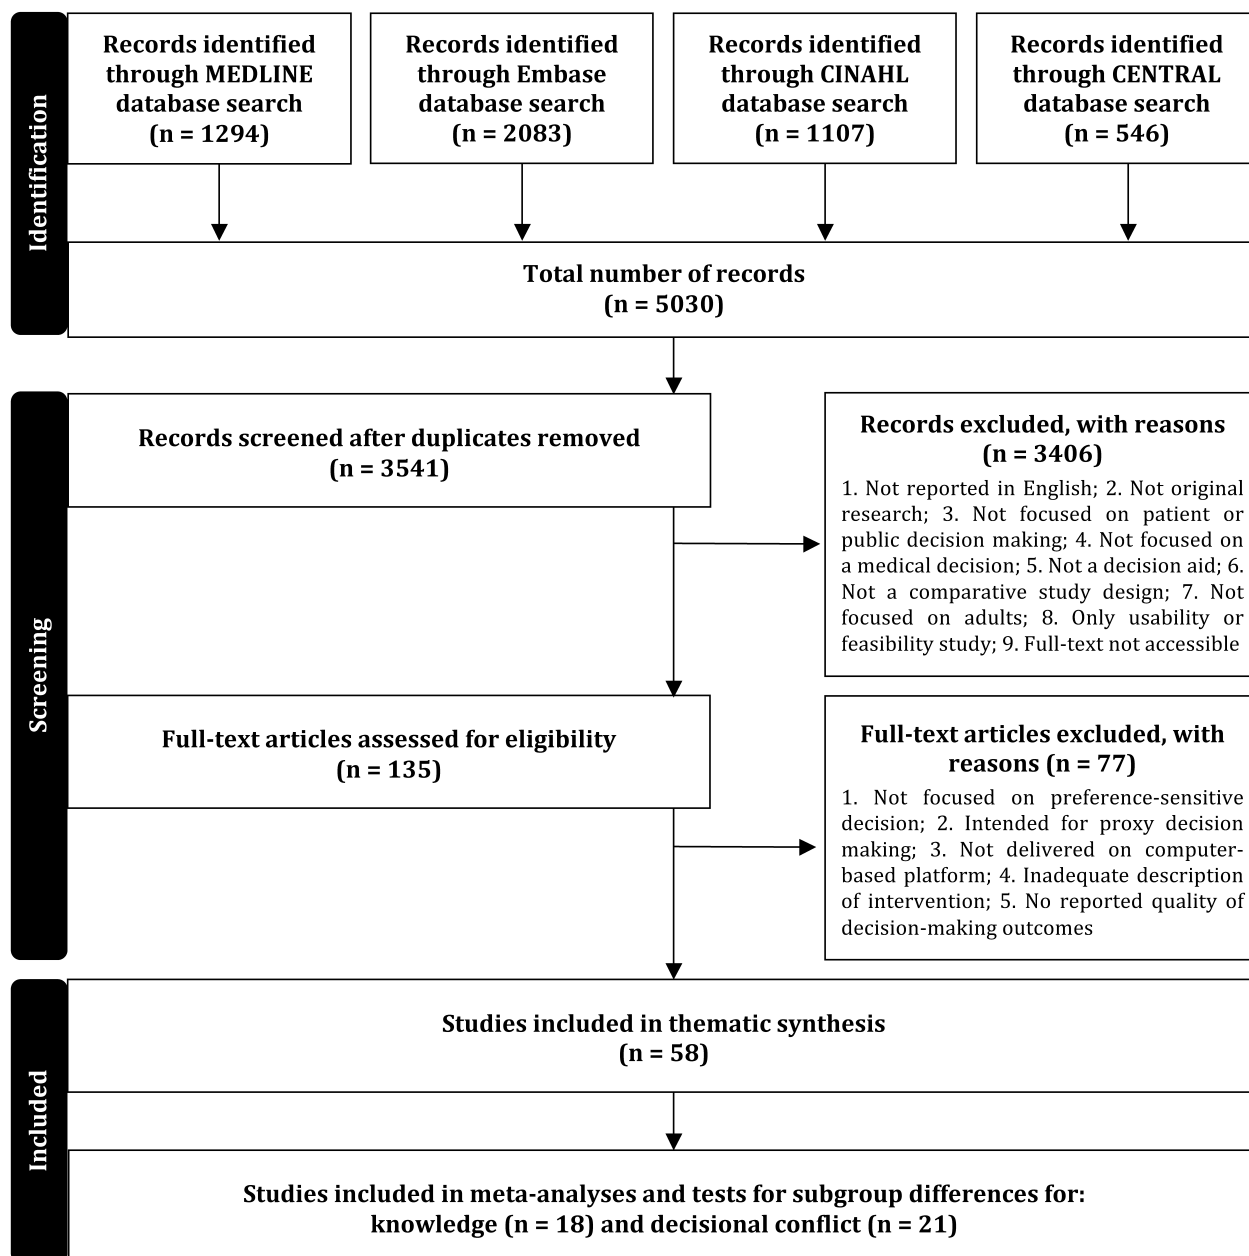 Identification
Records identified
through MEDLINE
database search
(n = 1294)
Records identified
through Embase
database search
(n = 2083)
Records identified
through CINAHL
database search
(n = 1107)
Records identified
through CENTRAL
database search
(n = 546)
Total number of records
(n = 5030)
Screening
Records screened after duplicates removed
(n = 3541)
Records excluded, with reasons
(n = 3406)
1. Not reported in English; 2. Not original
research; 3. Not focused on patient or
public decision making; 4. Not focused on
a medical decision; 5. Not a decision aid; 6.
Not a comparative study design; 7. Not
focused on adults; 8. Only usability or
feasibility study; 9. Full-text not accessible
Full-text articles assessed for eligibility
(n = 135)
Full-text articles excluded, with
reasons (n = 77)
1. Not focused on preference-sensitive
decision; 2. Intended for proxy decision
making; 3. Not delivered on computer-
based platform; 4. Inadequate description
of intervention; 5. No reported quality of
decision-making outcomes
Included
Studies included in thematic synthesis
(n = 58)
Studies included in meta-analyses and tests for subgroup differences for:
knowledge (n = 18) and decisional conflict (n = 21)